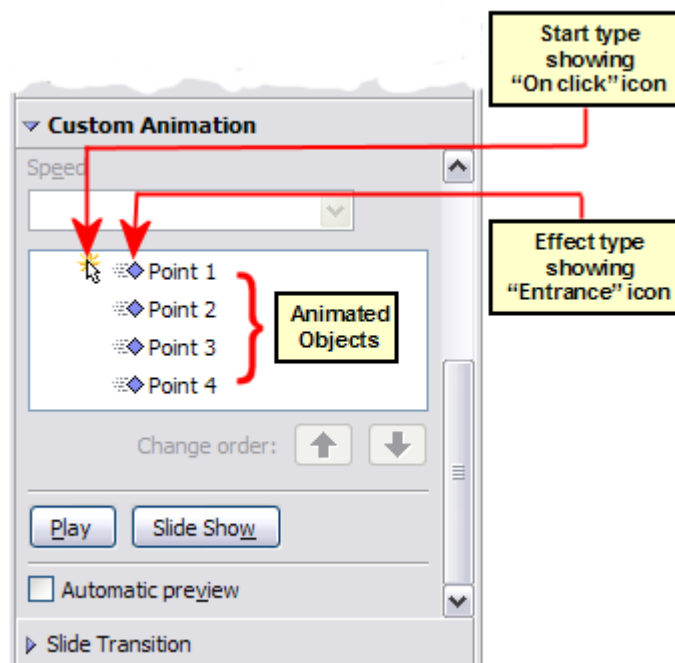 Start type
showing
“On click” icon
Custom Animation
Speed
Effect type
showing
“Entrance” icon
Point 1
Point 2
Point 3
Point 4
Animated
Objects
Change order:
Play
Slide Show
Automatic preview
Slide Transition